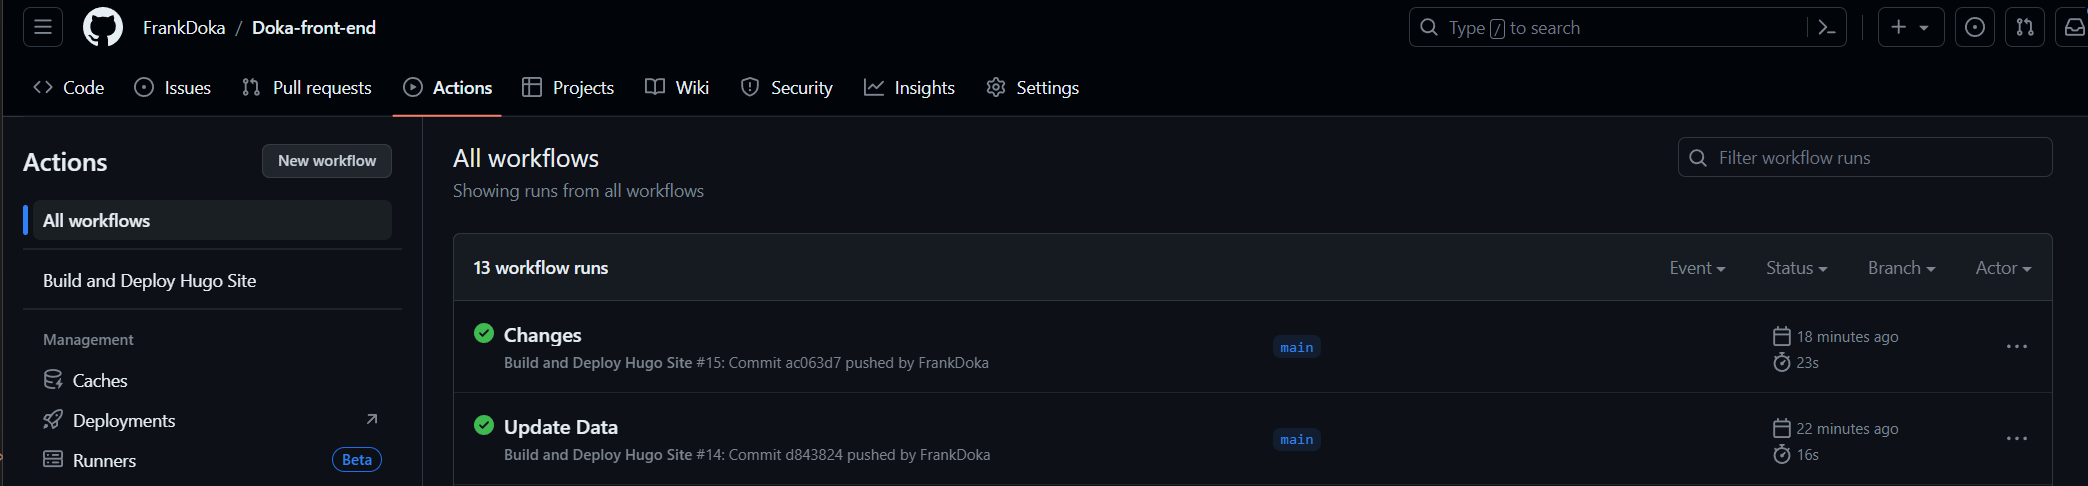 FrankDoka / Doka-front-end
Type / to search
Code
Issues
Pull requests
Actions
Projects
Wiki
Security
Insights
Settings
Actions
New workflow
All workflows
Build and Deploy Hugo Site
Management
Caches
Deployments
Runners
Beta
All workflows
Showing runs from all workflows
Filter workflow runs
13 workflow runs
Event
Status
Branch
Actor
Changes
Build and Deploy Hugo Site #15: Commit ac063d7 pushed by FrankDoka
main
18 minutes ago
23s
Update Data
Build and Deploy Hugo Site #14: Commit d843824 pushed by FrankDoka
main
22 minutes ago
16s